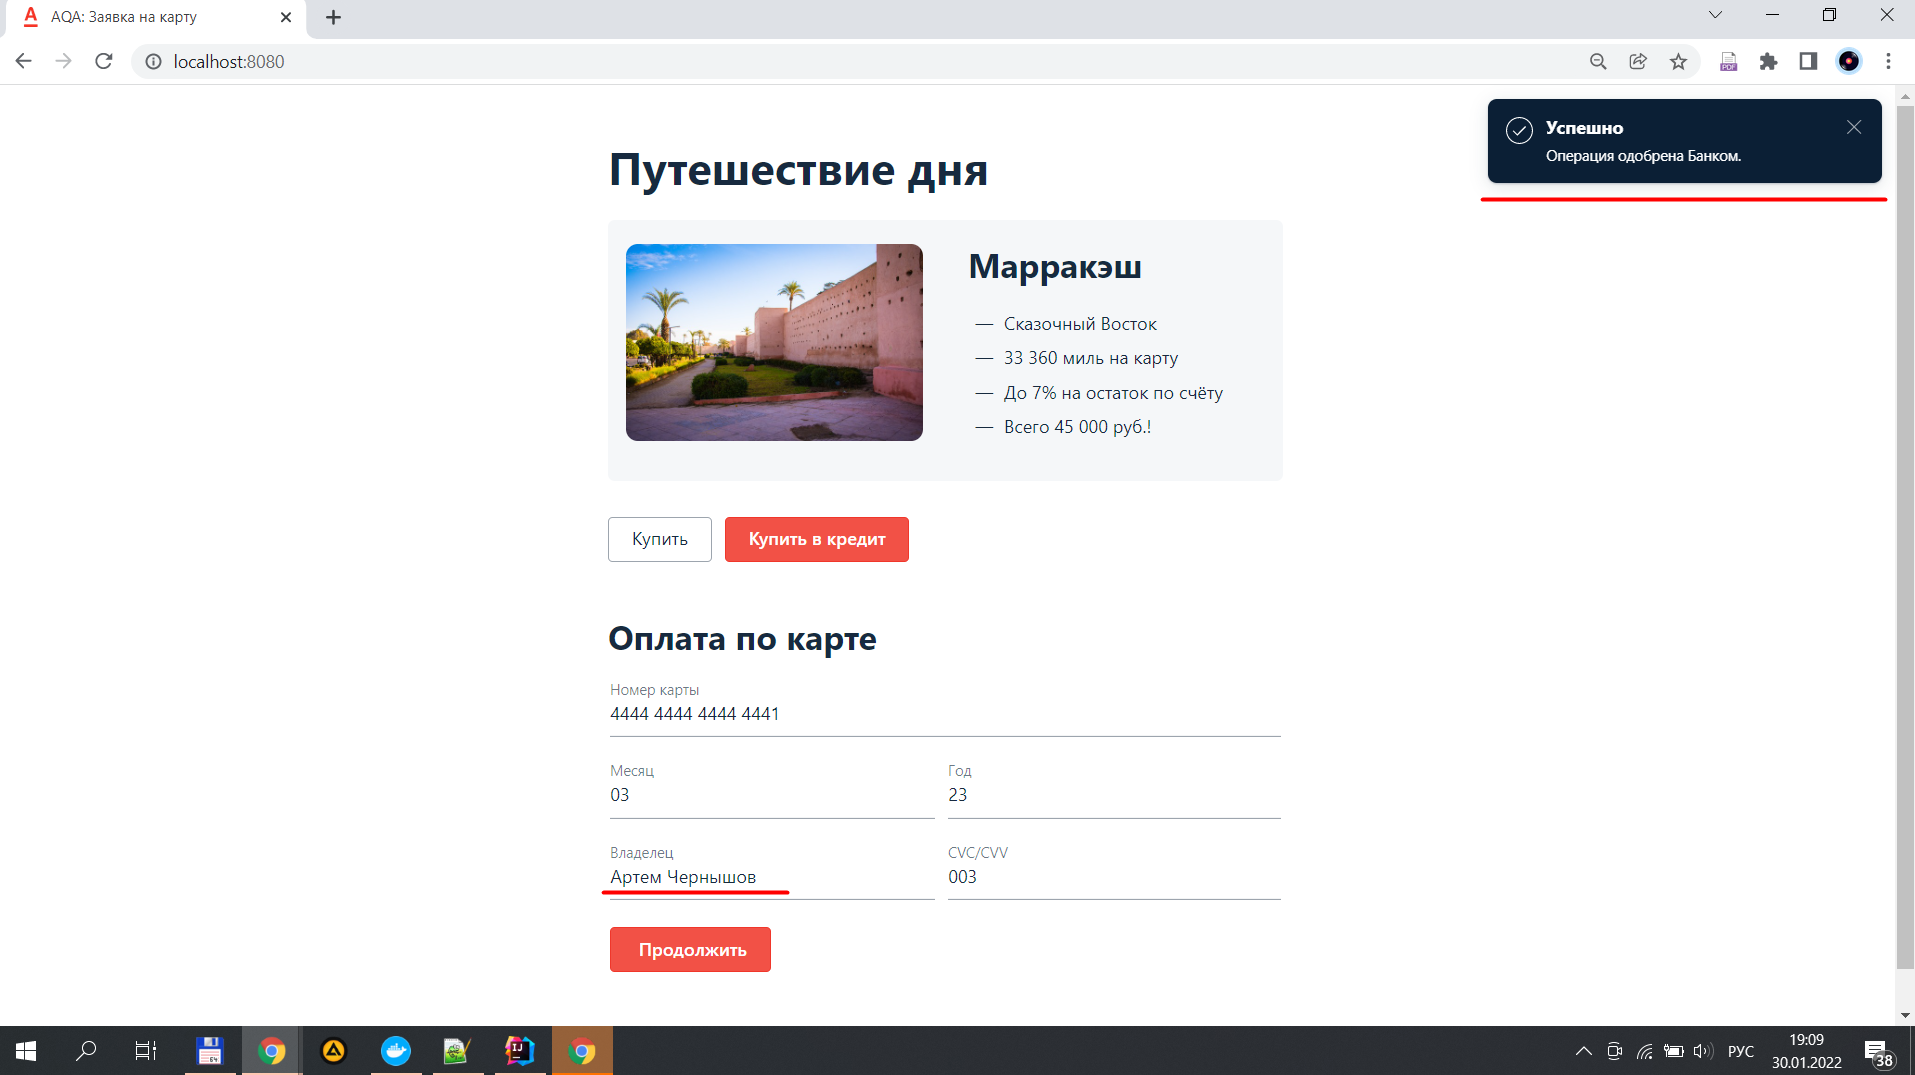 AQA: Заявка на карту
localhost:8080
PDF
Успешно
Операция одобрена Банком.
Путешествие дня
Марракэш
— Сказочный Восток
— 33 360 миль на карту
— До 7% на остаток по счёту
— Всего 45 000 руб.!
Купить
Купить в кредит
Оплата по карте
Номер карты
4444 4444 4444 4441
Месяц
03
Год
23
Владелец
Артем Чернышов
CVC/CVV
003
Продолжить
64
IJ
РУС
19:09
30.01.2022
38